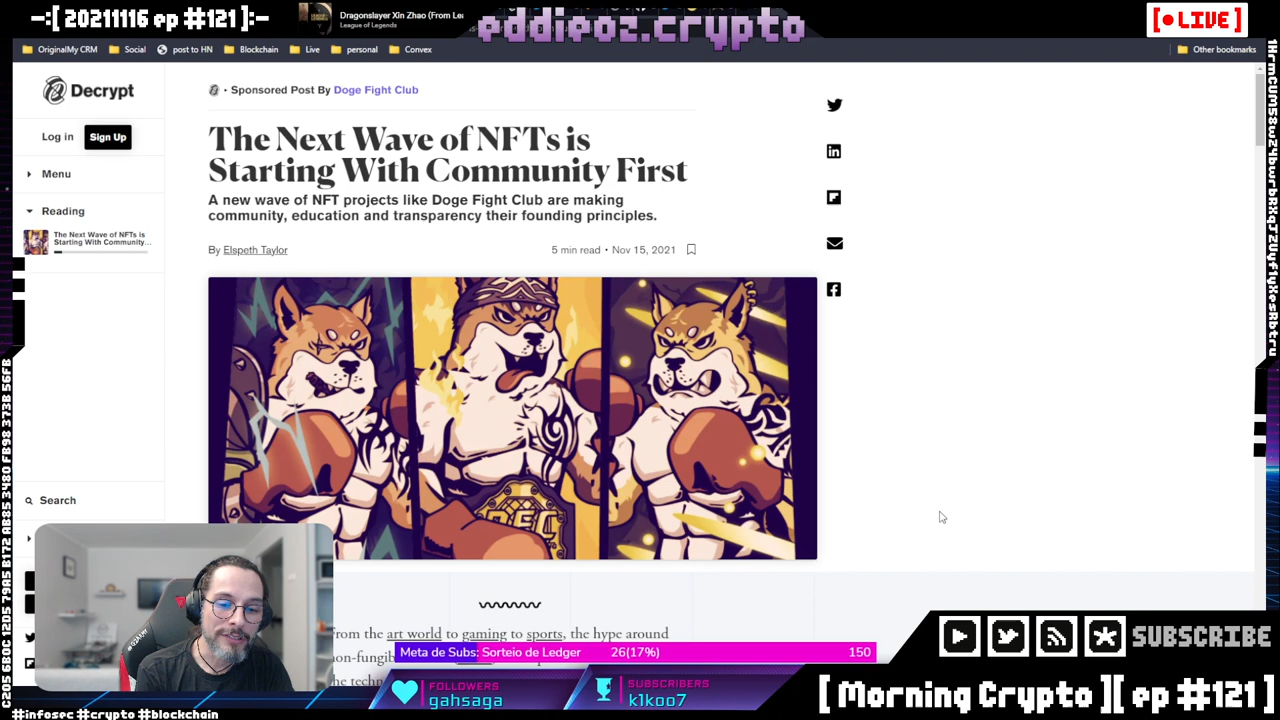 -:[ 20211116 ep #121 ]:-
Dragonslayer Xin Zhao (From Le
League of Legends
eddieoz.crypto
[ • LIVE ]
OriginalMy CRM
Social
post to HN
Blockchain
Live
personal
Convex
Other bookmarks
Decrypt
Log in
Sign Up
Menu
Reading
The Next Wave of NFTs is
Starting With Community...
Search
• Sponsored Post By Doge Fight Club
The Next Wave of NFTs is
Starting With Community First
A new wave of NFT projects like Doge Fight Club are making
community, education and transparency their founding principles.
By Elspeth Taylor
5 min read • Nov 15, 2021
DFC
From the art world to gaming to sports, the hype around
non-fungib
the techn
Meta de Subs: Sorteio de Ledger
26(17%)
150
FOLLOWERS
gahsaga
SUBSCRIBERS
k1koo7
SUBSCRIBE
[ Morning Crypto ][ ep #121 ]
#infosec #crypto #blockchain